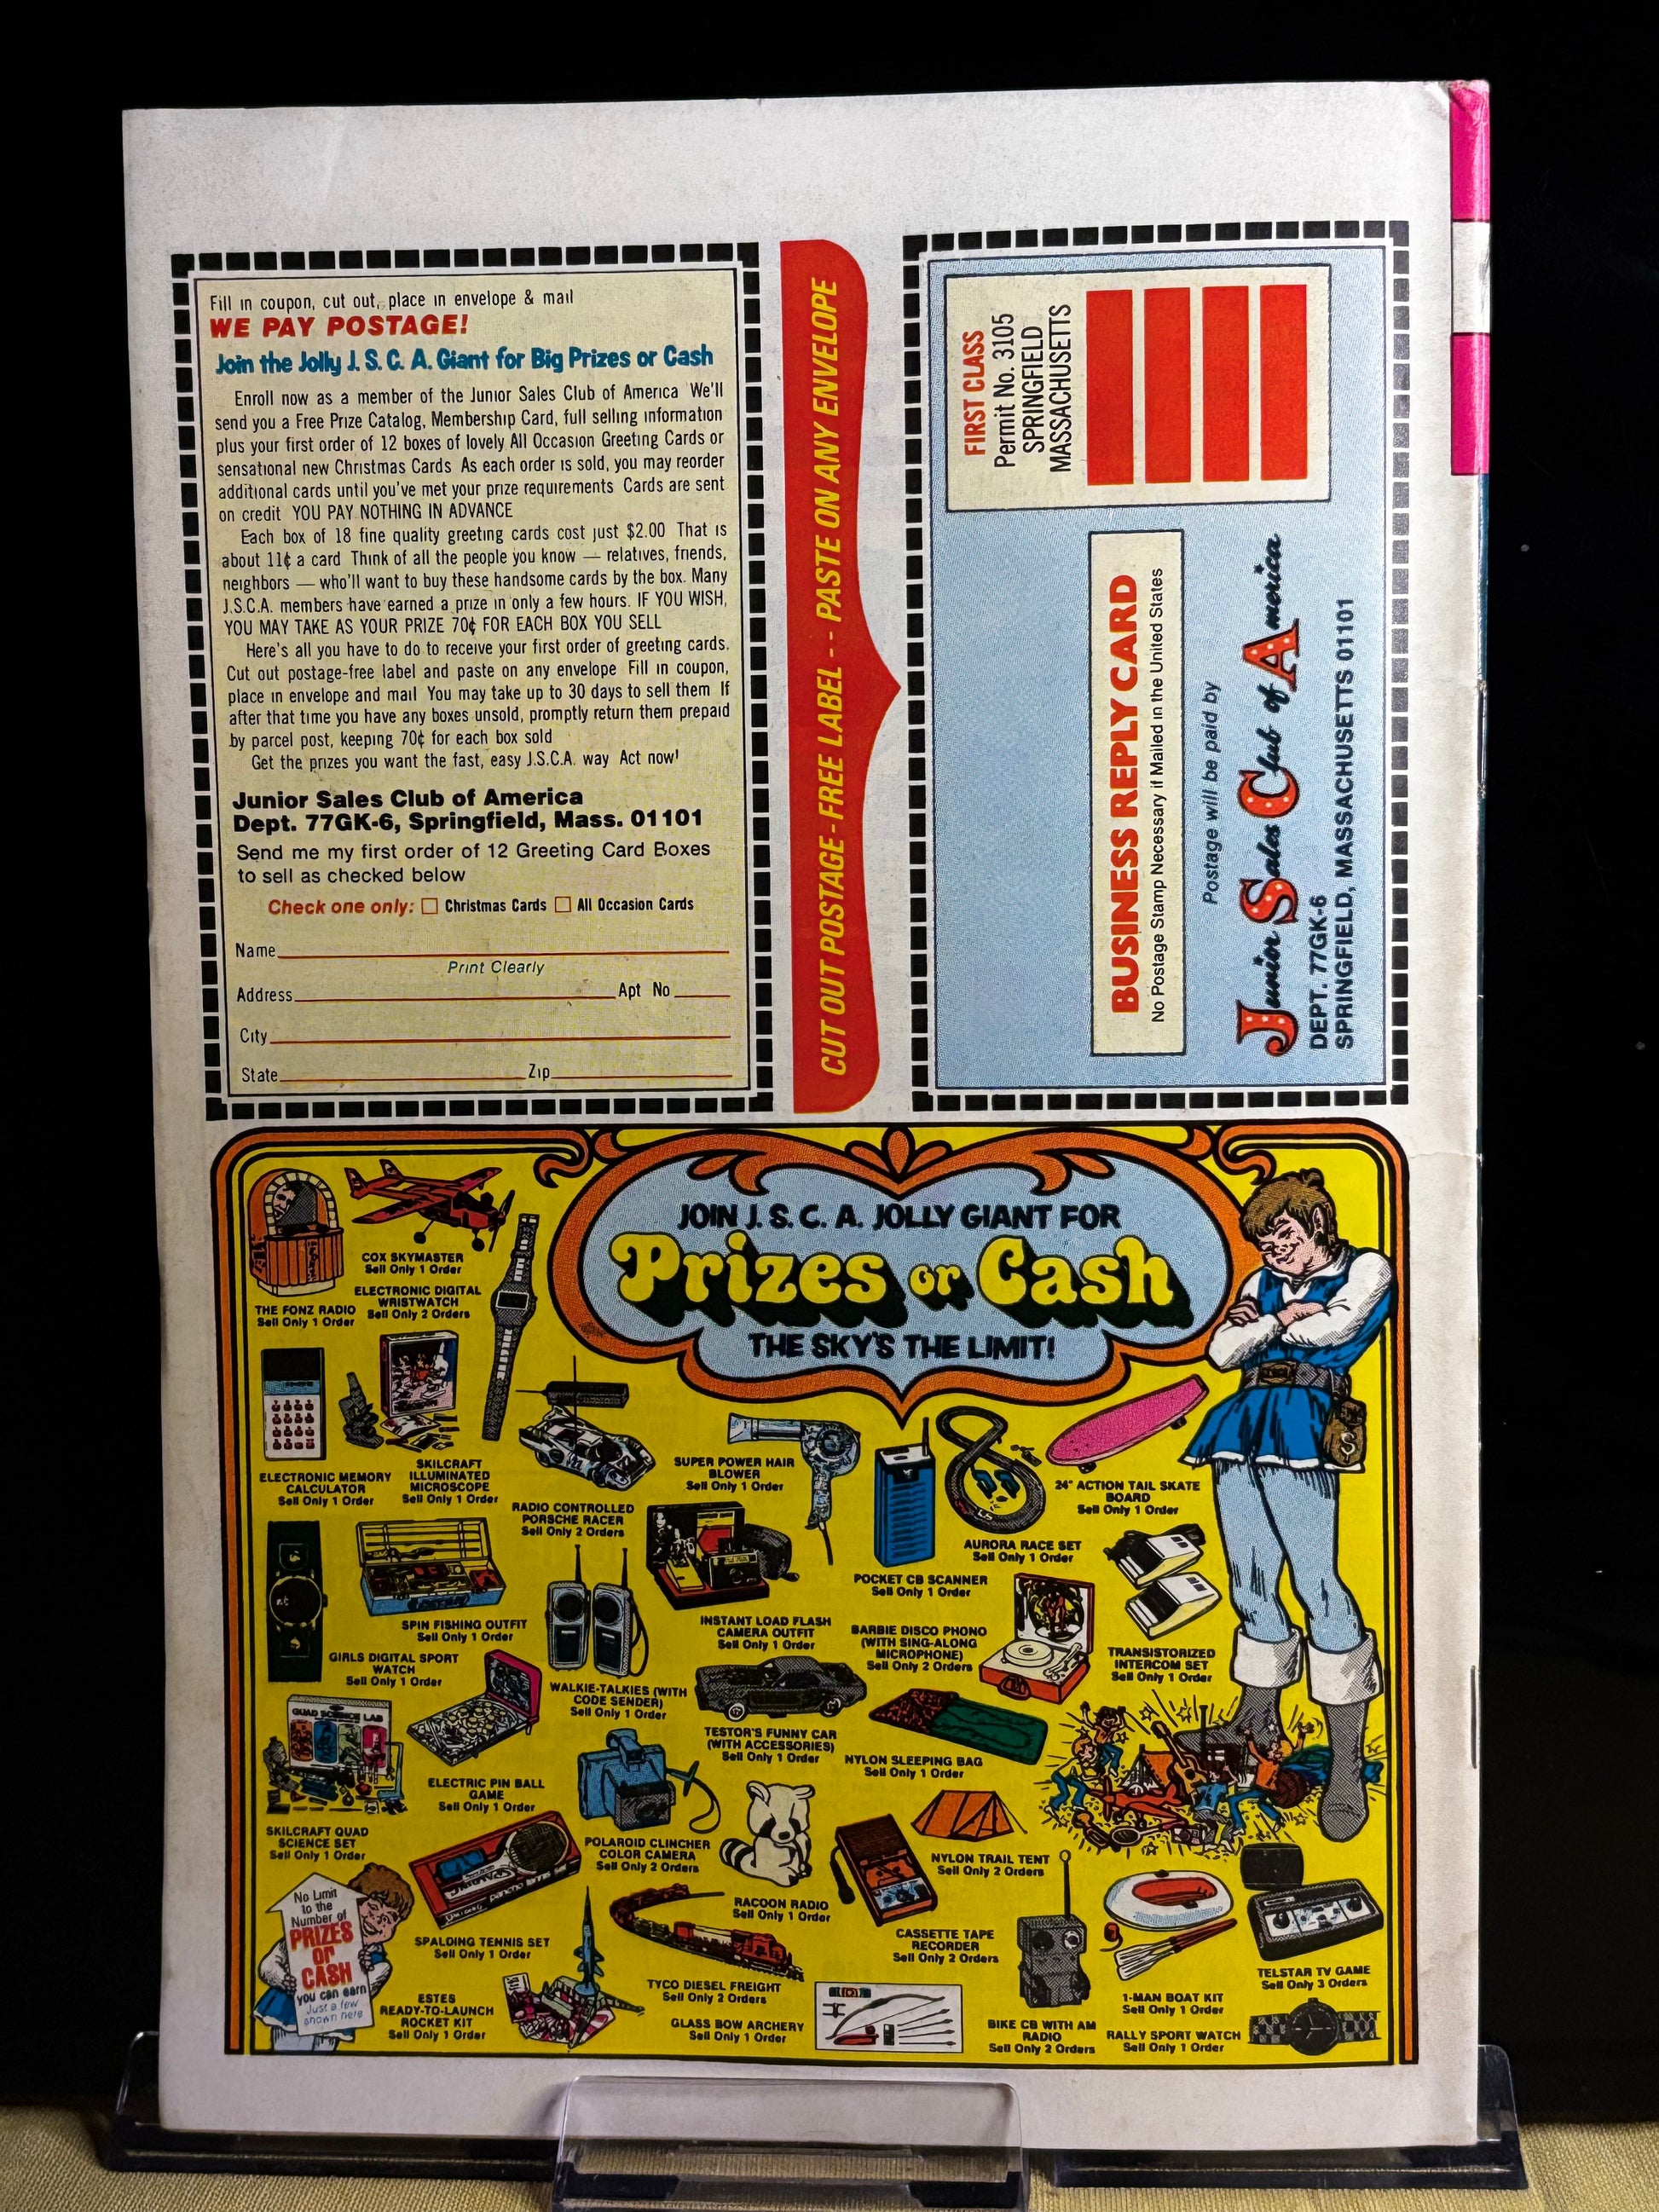 Fill in coupon, cut out, place in envelope & mail
WE PAY POSTAGE!
Join the Jolly J. S. C. A. Giant for Big Prizes or Cash
Enroll now as a member of the Junior Sales Club of America We'll
send you a Free Prize Catalog, Membership Card, full selling information
plus your first order of 12 boxes of lovely All Occasion Greeting Cards or
sensational new Christmas Cards As each order is sold, you may reorder
additional cards until you've met your prize requirements Cards are sent
on credit YOU PAY NOTHING IN ADVANCE
Each box of 18 fine quality greeting cards cost just $2.00 That is
about 11¢ a card Think of all the people you know — relatives, friends,
neighbors — who'll want to buy these handsome cards by the box. Many
J.S.C.A. members have earned a prize in only a few hours. IF YOU WISH,
YOU MAY TAKE AS YOUR PRIZE 70¢ FOR EACH BOX YOU SELL
Here's all you have to do to receive your first order of greeting cards.
Cut out postage-free label and paste on any envelope Fill in coupon,
place in envelope and mail You may take up to 30 days to sell them If
after that time you have any boxes unsold, promptly return them prepaid
by parcel post, keeping 70¢ for each box sold
Get the prizes you want the fast, easy J.S.C.A. way Act now!
Junior Sales Club of America
Dept. 77GK-6, Springfield, Mass. 01101
Send me my first order of 12 Greeting Card Boxes
to sell as checked below
Check one only: Christmas Cards All Occasion Cards
Name
Print Clearly
Address Apt No
City
State Zip
CUT OUT POSTAGE-FREE LABEL -- PASTE ON ANY ENVELOPE
FIRST CLASS
Permit No. 3105
SPRINGFIELD
MASSACHUSETTS
BUSINESS REPLY CARD
No Postage Stamp Necessary if Mailed in the United States
Postage will be paid by
Junior Sales Club of America
DEPT. 77GK-6
SPRINGFIELD, MASSACHUSETTS 01101
JOIN J. S. C. A. JOLLY GIANT FOR
Prizes or Cash
THE SKY'S THE LIMIT!
COX SKYMASTER
Sell Only 1 Order
THE FONZ RADIO
Sell Only 1 Order
ELECTRONIC DIGITAL
WRISTWATCH
Sell Only 2 Orders
ELECTRONIC MEMORY
CALCULATOR
Sell Only 1 Order
SKILCRAFT
ILLUMINATED
MICROSCOPE
Sell Only 1 Order
RADIO CONTROLLED
PORSCHE RACER
Sell Only 2 Orders
SUPER POWER HAIR
BLOWER
Sell Only 1 Order
24" ACTION TAIL SKATE
BOARD
Sell Only 1 Order
AURORA RACE SET
Sell Only 1 Order
POCKET CB SCANNER
Sell Only 1 Order
SPIN FISHING OUTFIT
Sell Only 1 Order
GIRLS DIGITAL SPORT
WATCH
Sell Only 1 Order
WALKIE-TALKIES (WITH
CODE SENDER)
Sell Only 1 Order
INSTANT LOAD FLASH
CAMERA OUTFIT
Sell Only 1 Order
BARBIE DISCO PHONO
(WITH SING-ALONG
MICROPHONE)
Sell Only 2 Orders
TRANSISTORIZED
INTERCOM SET
Sell Only 1 Order
TESTOR'S FUNNY CAR
(WITH ACCESSORIES)
Sell Only 1 Order
NYLON SLEEPING BAG
Sell Only 1 Order
QUAD SCIENCE LAB
ELECTRIC PIN BALL
GAME
Sell Only 1 Order
SKILCRAFT QUAD
SCIENCE SET
Sell Only 1 Order
POLAROID CLINCHER
COLOR CAMERA
Sell Only 2 Orders
NYLON TRAIL TENT
Sell Only 2 Orders
RACOON RADIO
Sell Only 1 Order
CASSETTE TAPE
RECORDER
Sell Only 2 Orders
SPALDING TENNIS SET
Sell Only 1 Order
TELSTAR TV GAME
Sell Only 3 Orders
TYCO DIESEL FREIGHT
Sell Only 2 Orders
1-MAN BOAT KIT
Sell Only 1 Order
ESTES
READY-TO-LAUNCH
ROCKET KIT
Sell Only 1 Order
GLASS BOW ARCHERY
Sell Only 1 Order
BIKE CB WITH AM
RADIO
Sell Only 2 Orders
RALLY SPORT WATCH
Sell Only 1 Order
No Limit
to the
Number of
PRIZES
or
CASH
you can earn
Just a few
shown here